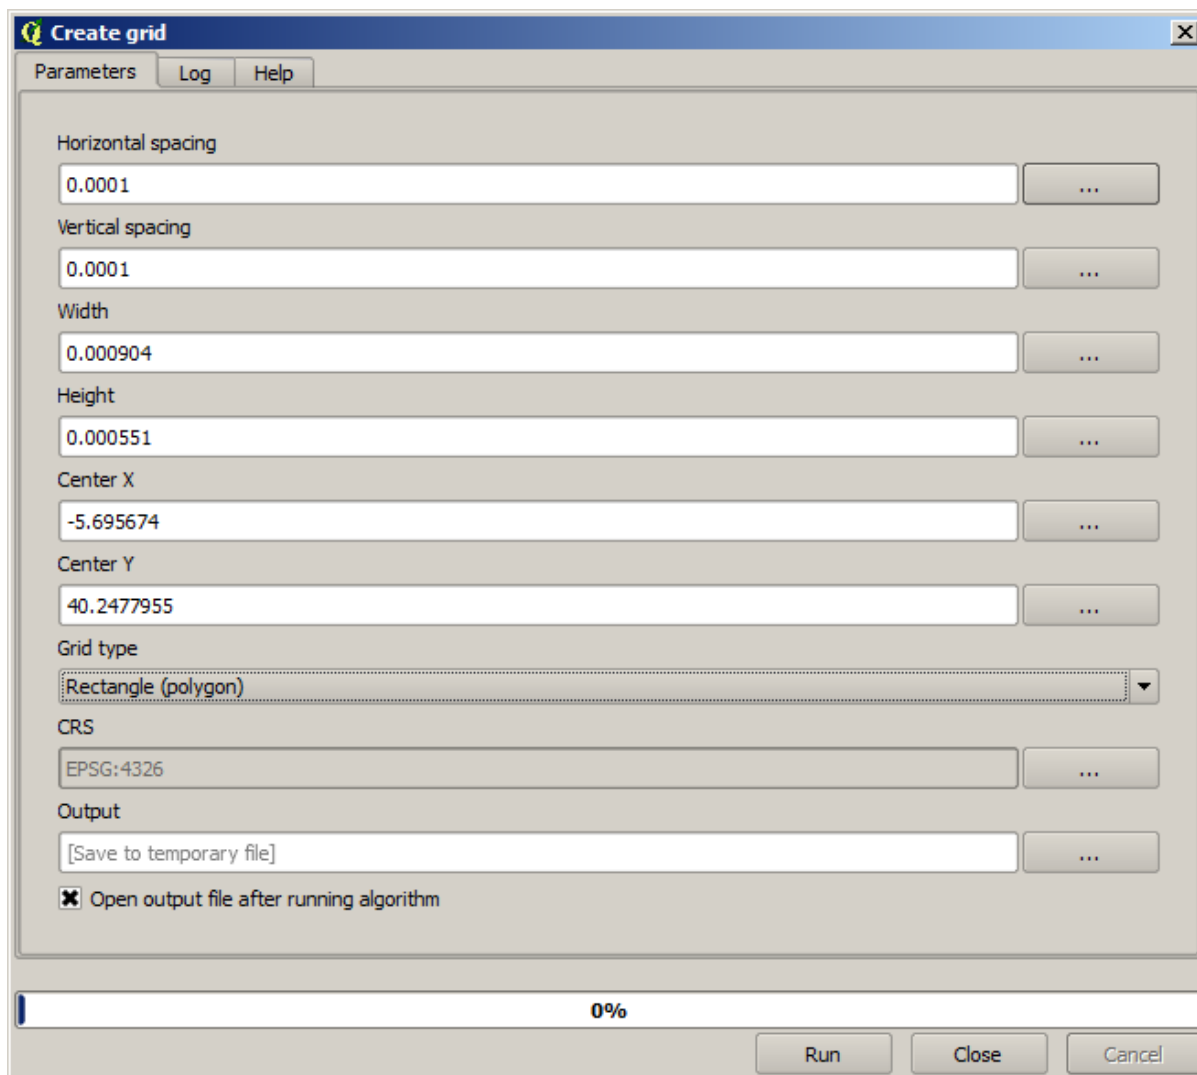 Create grid
Parameters Log Help
Horizontal spacing
0.0001 ...
Vertical spacing
0.0001 ...
Width
0.000904 ...
Height
0.000551 ...
Center X
-5.695674 ...
Center Y
40.2477955 ...
Grid type
Rectangle (polygon)
CRS
EPSG:4326 ...
Output
[Save to temporary file] ...
Open output file after running algorithm
0%
Run Close Cancel